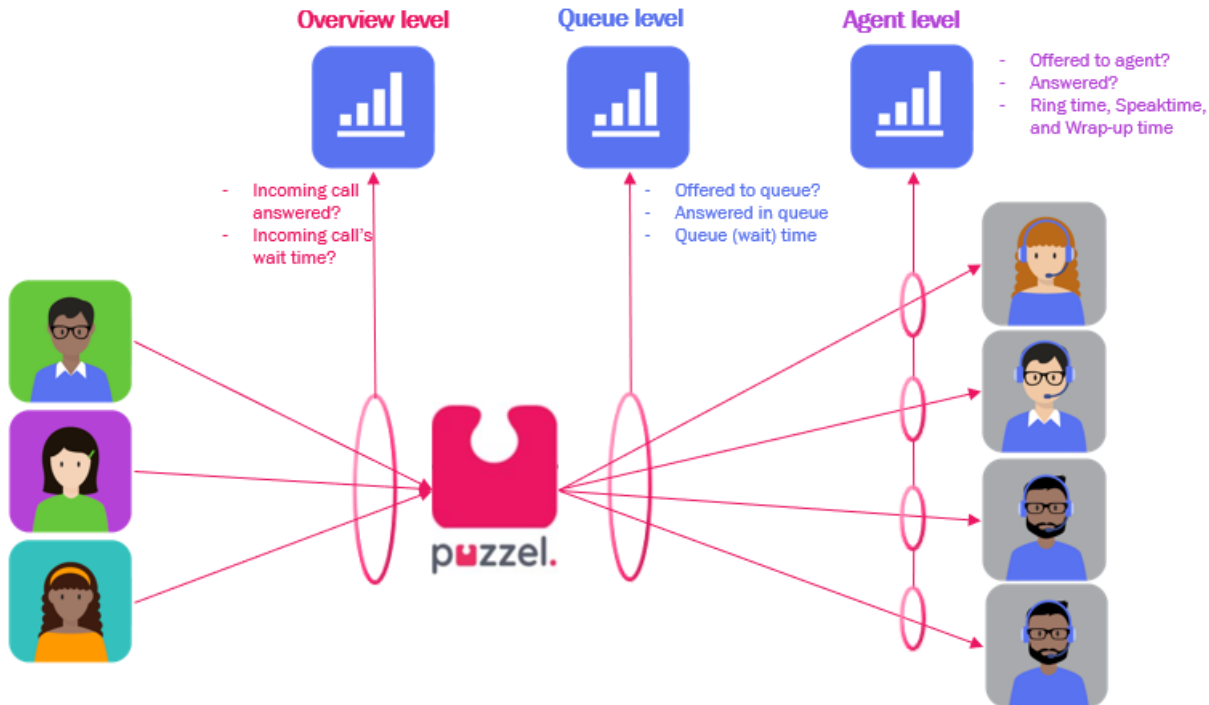 Overview level
Queue level
Agent level
- Offered to agent?
- Answered?
- Ring time, Speaktime,
and Wrap-up time
- Incoming call
answered?
- Incoming call's
wait time?
- Offered to queue?
- Answered in queue
- Queue (wait) time
puzzel.